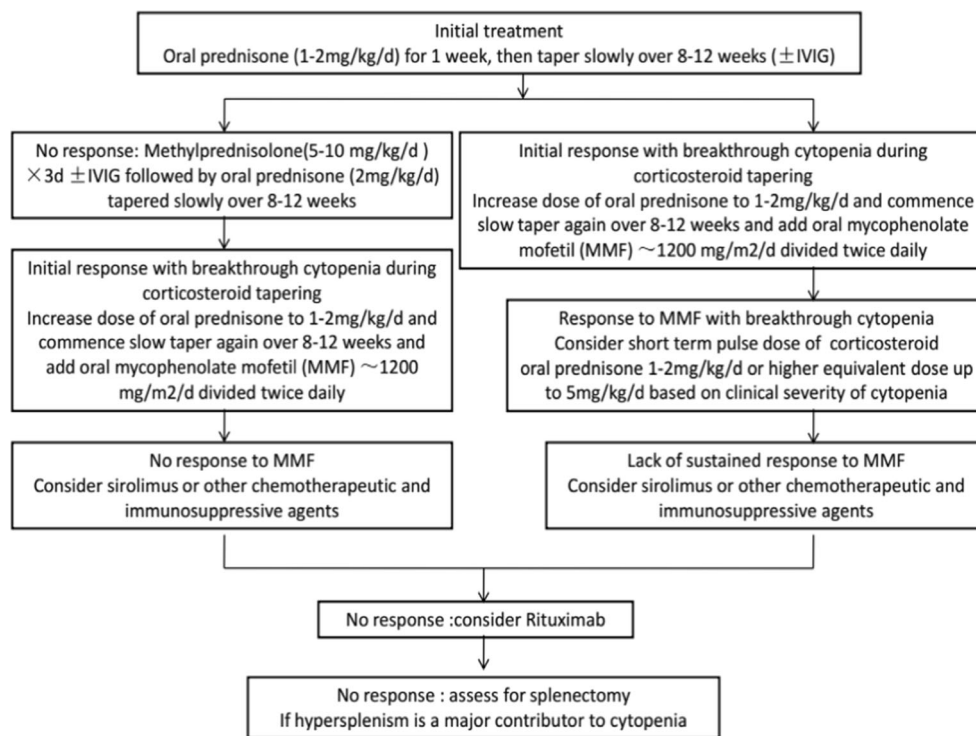 Initial treatment
Oral prednisone (1-2mg/kg/d) for 1 week, then taper slowly over 8-12 weeks (±IVIG)
No response: Methylprednisolone(5-10 mg/kg/d )
×3d ±IVIG followed by oral prednisone (2mg/kg/d)
tapered slowly over 8-12 weeks
Initial response with breakthrough cytopenia during
corticosteroid tapering
Increase dose of oral prednisone to 1-2mg/kg/d and
commence slow taper again over 8-12 weeks and
add oral mycophenolate mofetil (MMF) ~1200
mg/m2/d divided twice daily
No response to MMF
Consider sirolimus or other chemotherapeutic and
immunosuppressive agents
Initial response with breakthrough cytopenia during
corticosteroid tapering
Increase dose of oral prednisone to 1-2mg/kg/d and commence
slow taper again over 8-12 weeks and add oral mycophenolate
mofetil (MMF) ~1200 mg/m2/d divided twice daily
Response to MMF with breakthrough cytopenia
Consider short term pulse dose of corticosteroid
oral prednisone 1-2mg/kg/d or higher equivalent dose up
to 5mg/kg/d based on clinical severity of cytopenia
Lack of sustained response to MMF
Consider sirolimus or other chemotherapeutic and
immunosuppressive agents
No response :consider Rituximab
No response : assess for splenectomy
If hypersplenism is a major contributor to cytopenia